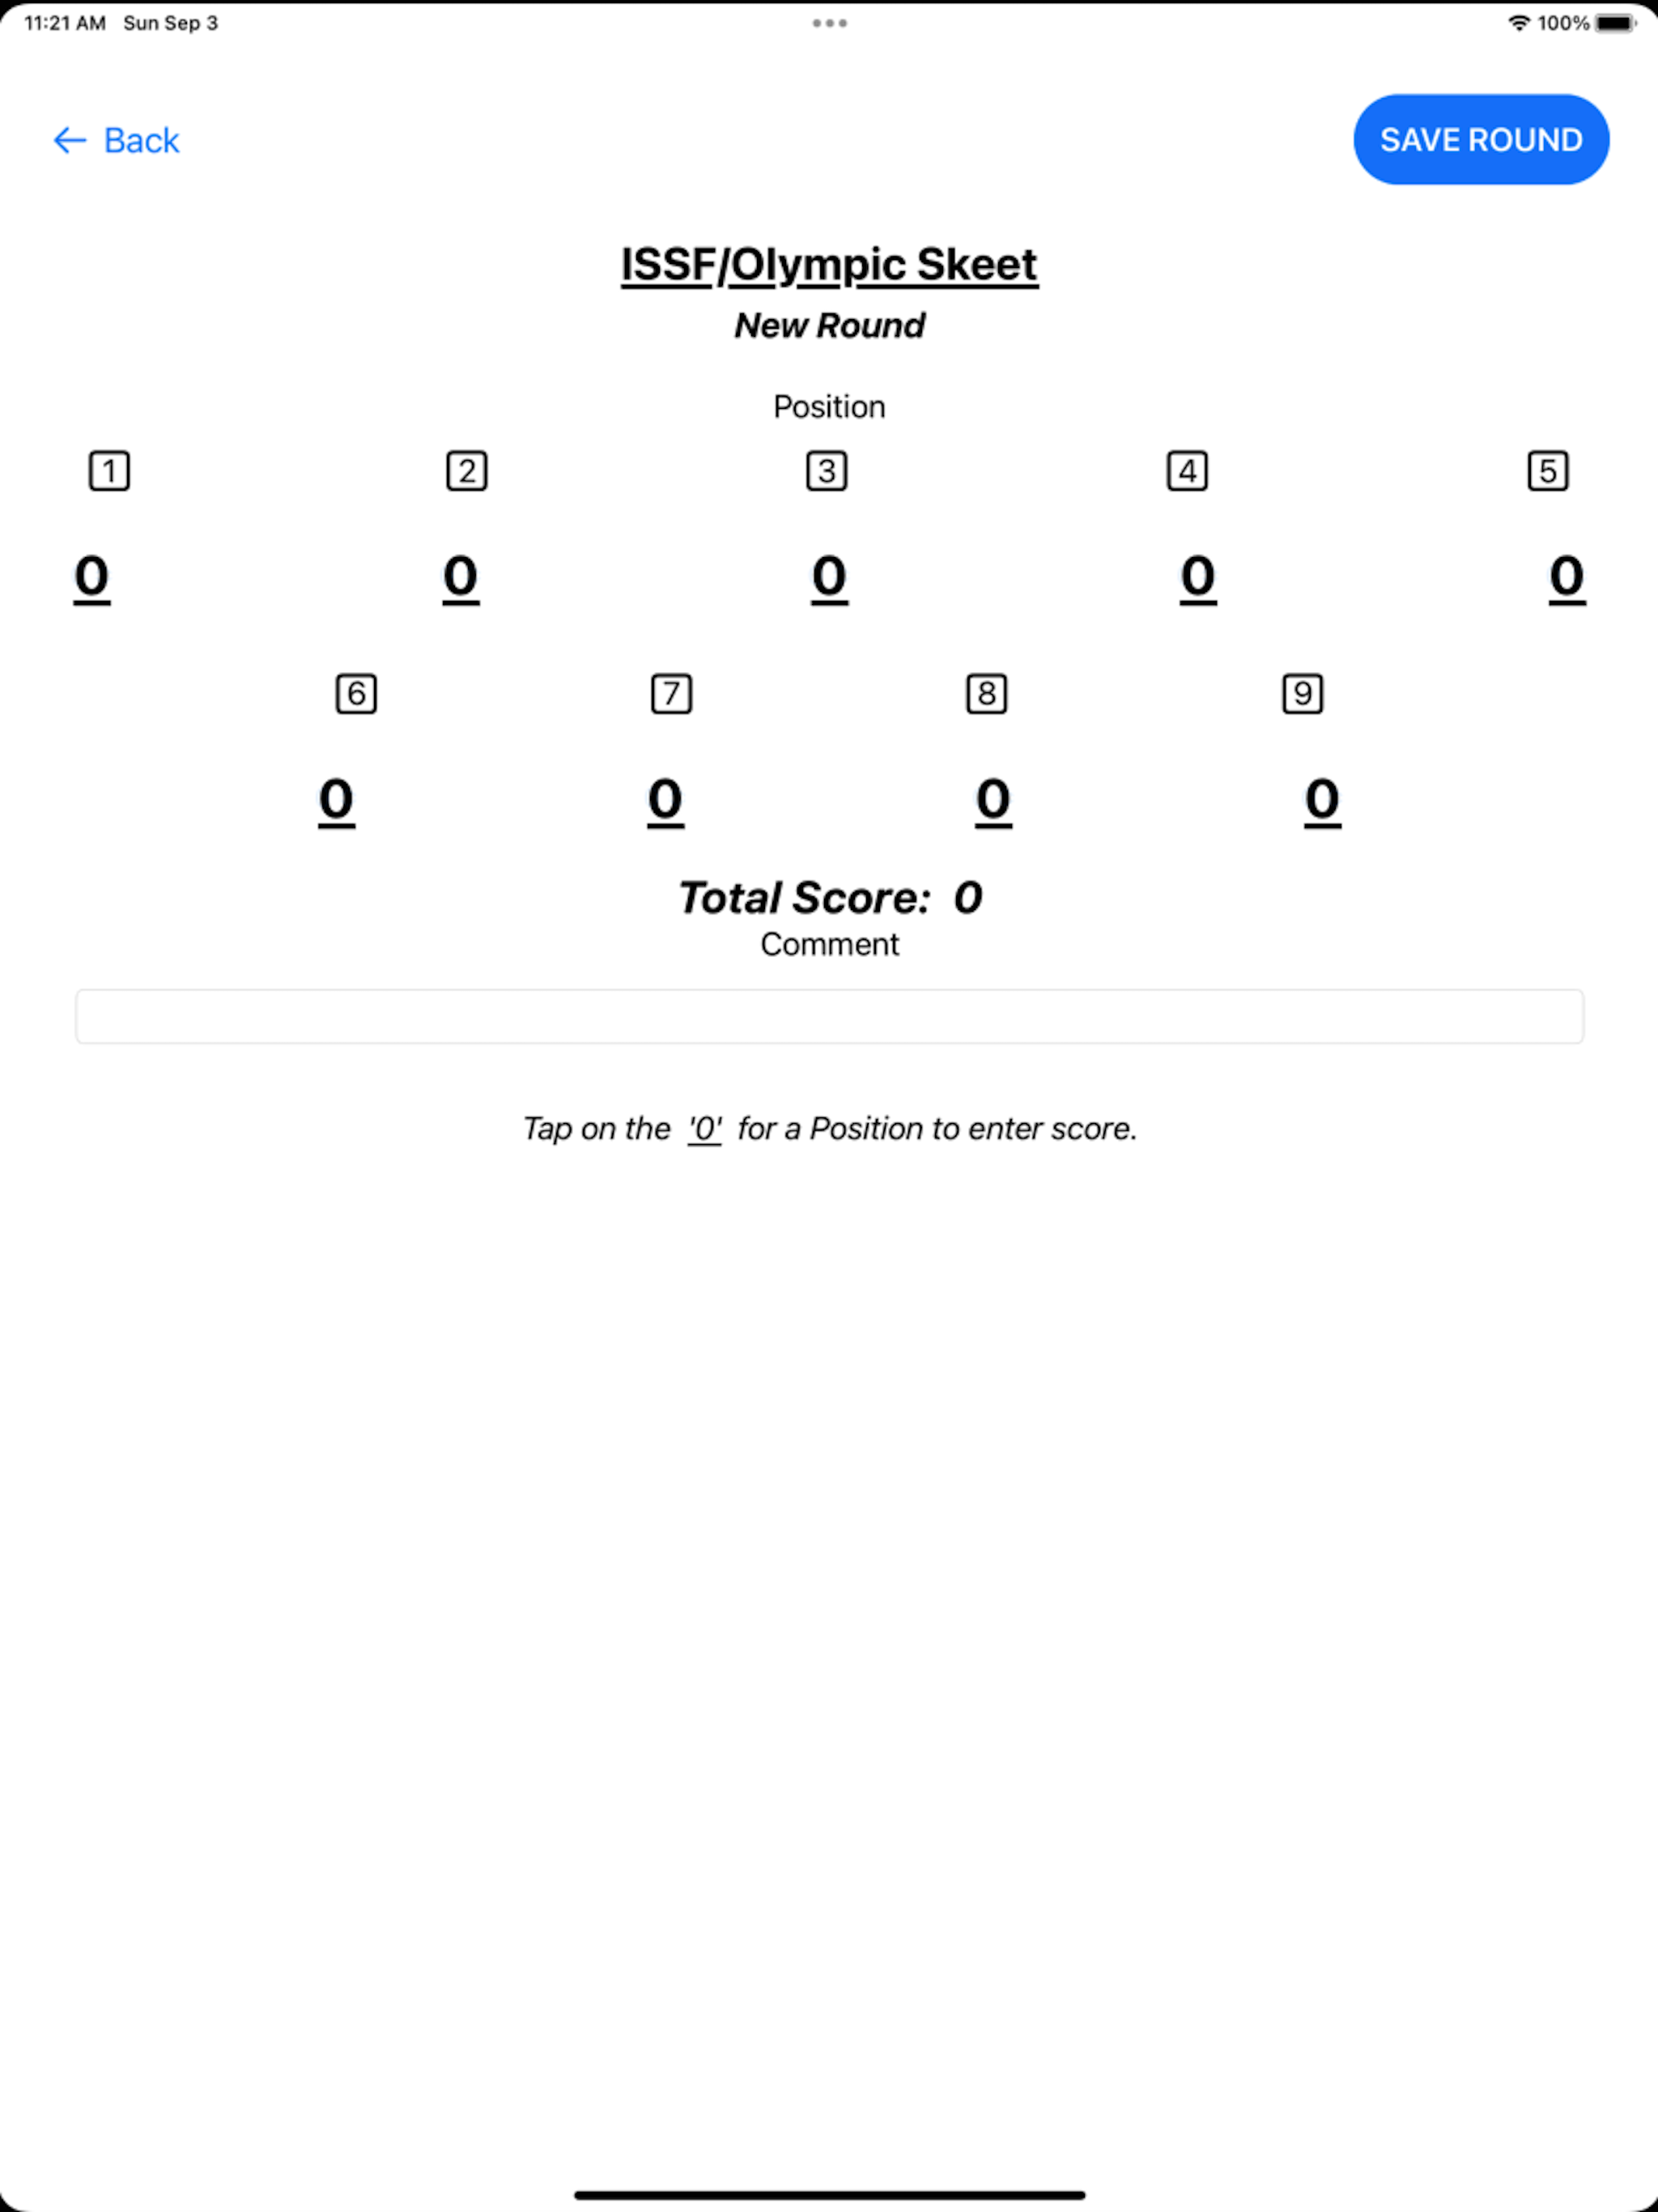 11:21 AM Sun Sep 3 100%
Back SAVE ROUND
ISSF/Olympic Skeet
New Round
Position
1 2 3 4 5
0 0 0 0 0
6 7 8 9
0 0 0 0
Total Score: 0
Comment
Tap on the '0' for a Position to enter score.